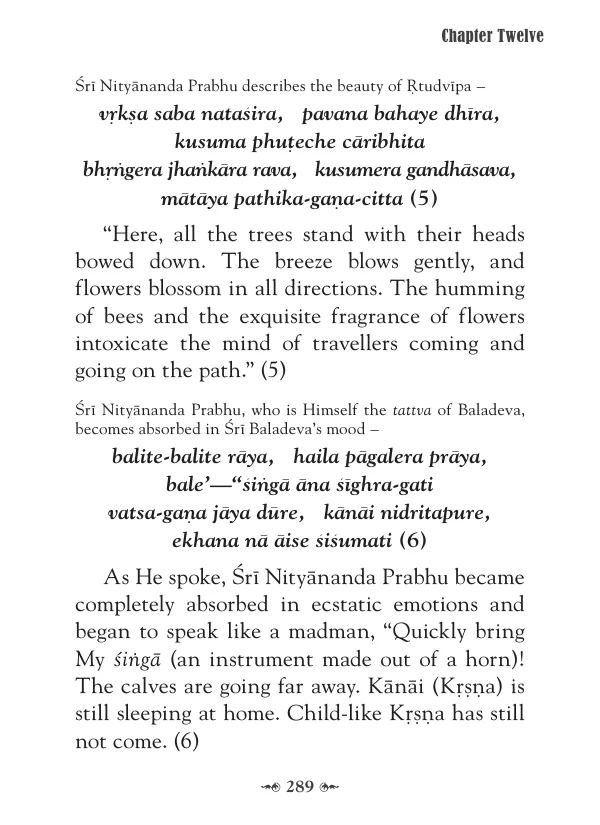 Chapter Twelve
Śrī Nityānanda Prabhu describes the beauty of Ṛtudvīpa –
vṛkṣa saba nataśira, pavana bahaye dhīra,
kusuma phuṭeche cāribhita
bhṛṅgera jhaṅkāra rava, kusumera gandhāsava,
mātāya pathika-gaṇa-citta (5)
“Here, all the trees stand with their heads
bowed down. The breeze blows gently, and
flowers blossom in all directions. The humming
of bees and the exquisite fragrance of flowers
intoxicate the mind of travellers coming and
going on the path.” (5)
Śrī Nityānanda Prabhu, who is Himself the tattva of Baladeva,
becomes absorbed in Śrī Baladeva’s mood –
balite-balite rāya, haila pāgalera prāya,
bale’—“śiṅgā āna śīghra-gati
vatsa-gaṇa jāya dūre, kānāi nidritapure,
ekhana nā āise śiśumati (6)
As He spoke, Śrī Nityānanda Prabhu became
completely absorbed in ecstatic emotions and
began to speak like a madman, “Quickly bring
My śiṅgā (an instrument made out of a horn)!
The calves are going far away. Kānāi (Kṛṣṇa) is
still sleeping at home. Child-like Kṛṣṇa has still
not come. (6)
289